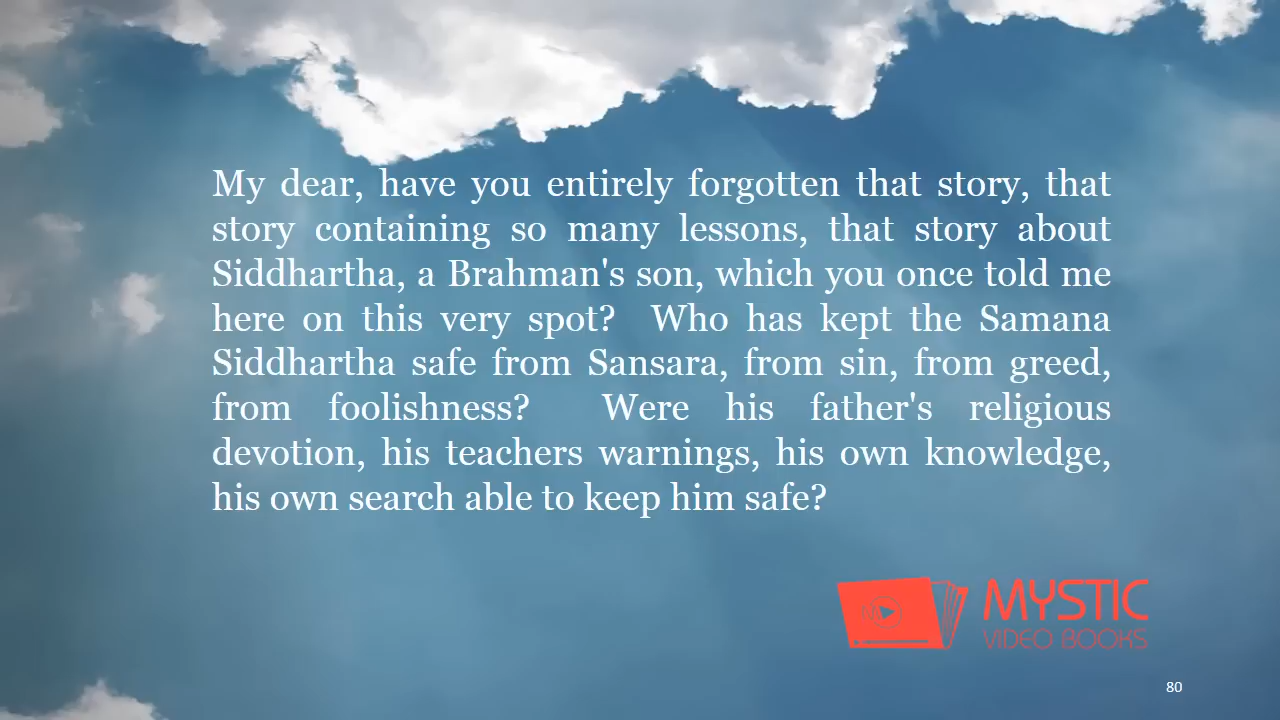 My dear, have you entirely forgotten that story, that
story containing so many lessons, that story about
Siddhartha, a Brahman's son, which you once told me
here on this very spot?  Who has kept the Samana
Siddhartha safe from Sansara, from sin, from greed,
from foolishness?  Were his father's religious
devotion, his teachers warnings, his own knowledge,
his own search able to keep him safe?
MYSTIC
VIDEO BOOKS
80